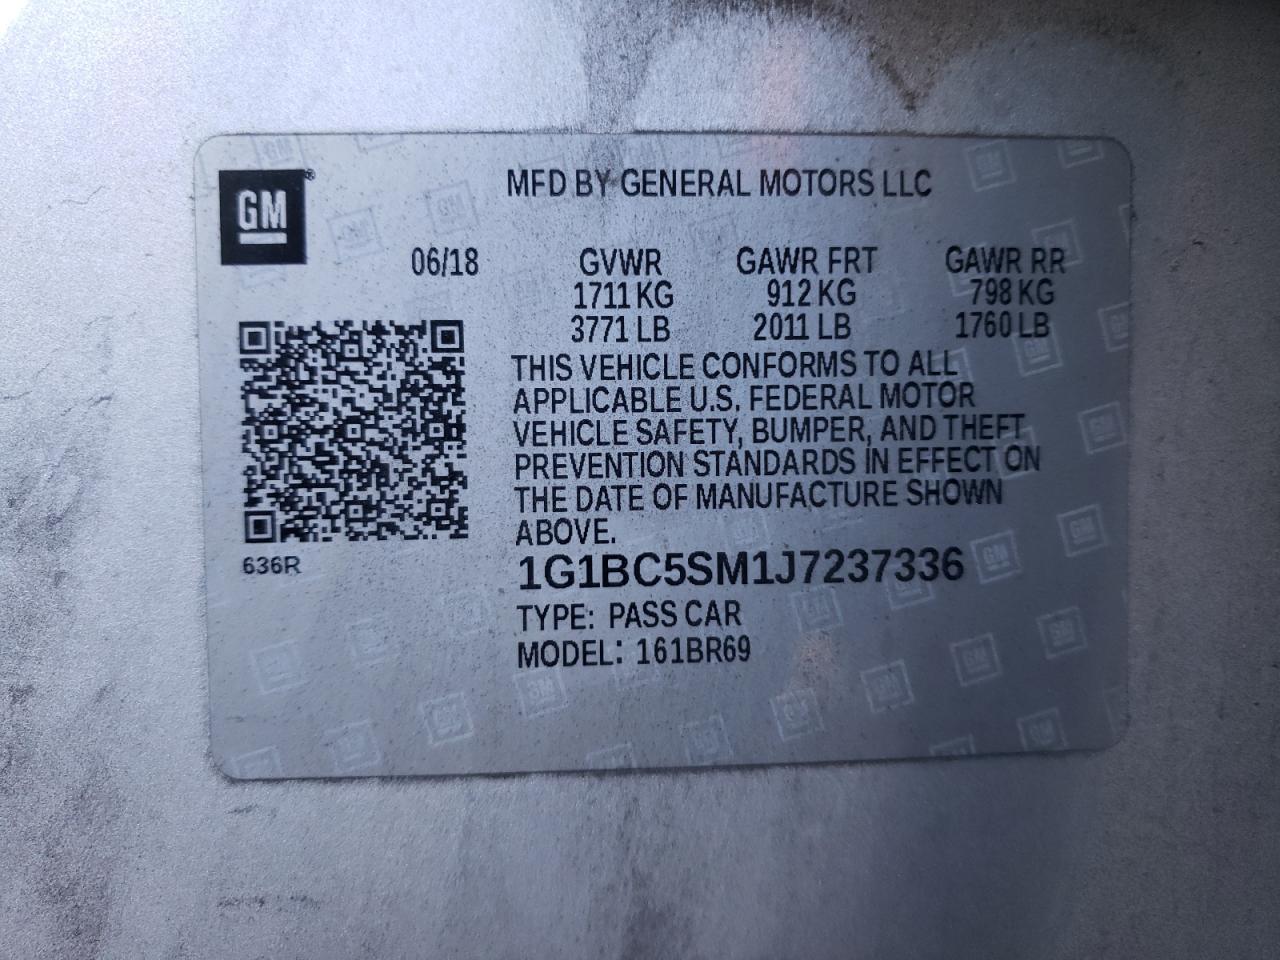 GM®
MFD BY GENERAL MOTORS LLC
06/18 GVWR GAWR FRT GAWR RR
1711 KG 912 KG 798 KG
3771 LB 2011 LB 1760 LB
THIS VEHICLE CONFORMS TO ALL
APPLICABLE U.S. FEDERAL MOTOR
VEHICLE SAFETY, BUMPER, AND THEFT
PREVENTION STANDARDS IN EFFECT ON
THE DATE OF MANUFACTURE SHOWN
ABOVE.
636R
1G1BC5SM1J7237336
TYPE: PASS CAR
MODEL: 161BR69